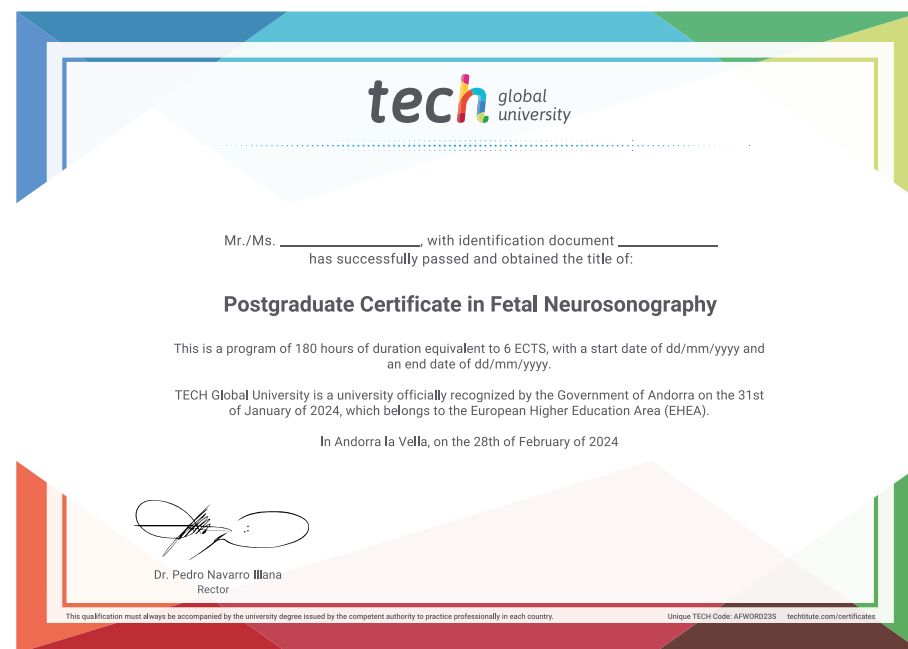 tech global
university
Mr./Ms. ____________________, with identification document ______________
has successfully passed and obtained the title of:
Postgraduate Certificate in Fetal Neurosonography
This is a program of 180 hours of duration equivalent to 6 ECTS, with a start date of dd/mm/yyyy and
an end date of dd/mm/yyyy.
TECH Global University is a university officially recognized by the Government of Andorra on the 31st
of January of 2024, which belongs to the European Higher Education Area (EHEA).
In Andorra la Vella, on the 28th of February of 2024
Dr. Pedro Navarro Illana
Rector
This qualification must always be accompanied by the university degree issued by the competent authority to practice professionally in each country.
Unique TECH Code: AFWORD23S techtitute.com/certificates